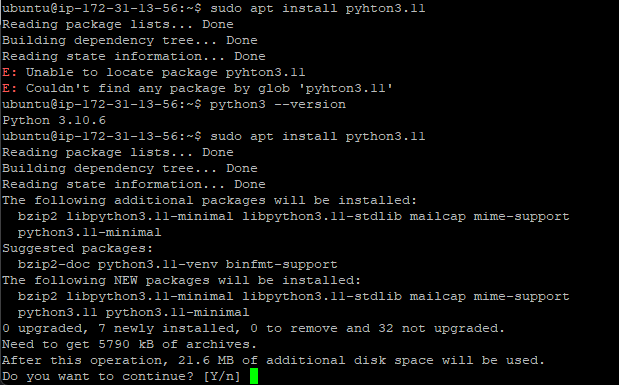 ubuntu@ip-172-31-13-56:~$ sudo apt install pyhton3.11
Reading package lists... Done
Building dependency tree... Done
Reading state information... Done
E: Unable to locate package pyhton3.11
E: Couldn't find any package by glob 'pyhton3.11'
ubuntu@ip-172-31-13-56:~$ python3 --version
Python 3.10.6
ubuntu@ip-172-31-13-56:~$ sudo apt install python3.11
Reading package lists... Done
Building dependency tree... Done
Reading state information... Done
The following additional packages will be installed:
  bzip2 libpython3.11-minimal libpython3.11-stdlib mailcap mime-support
  python3.11-minimal
Suggested packages:
  bzip2-doc python3.11-venv binfmt-support
The following NEW packages will be installed:
  bzip2 libpython3.11-minimal libpython3.11-stdlib mailcap mime-support
  python3.11 python3.11-minimal
0 upgraded, 7 newly installed, 0 to remove and 32 not upgraded.
Need to get 5790 kB of archives.
After this operation, 21.6 MB of additional disk space will be used.
Do you want to continue? [Y/n]